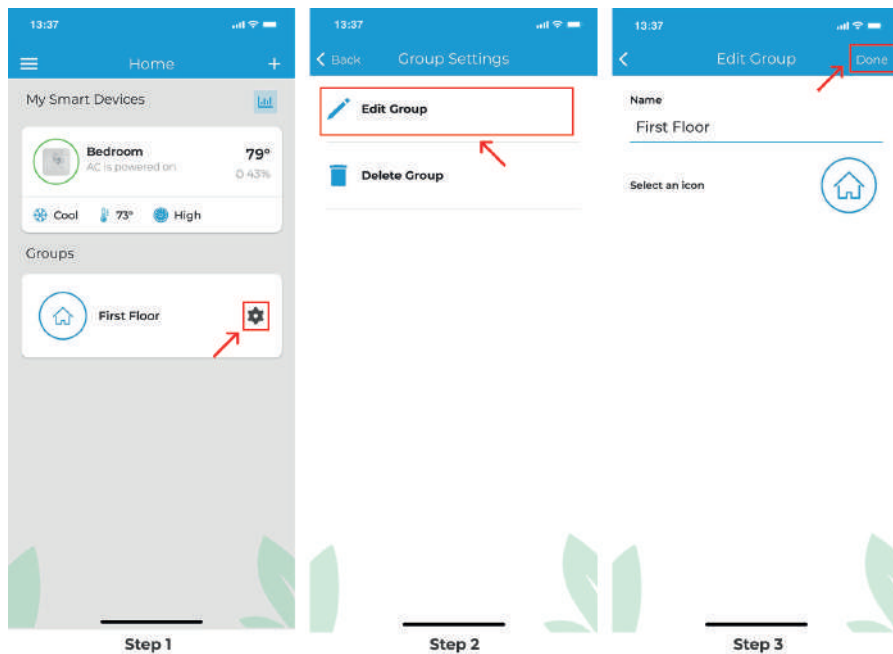 13:37
Home
+
My Smart Devices
Bedroom
AC is powered on
79°
43%
Cool
73°
High
Groups
First Floor
Step 1
13:37
Back
Group Settings
Edit Group
Delete Group
Step 2
13:37
Edit Group
Done
Name
First Floor
Select an icon
Step 3